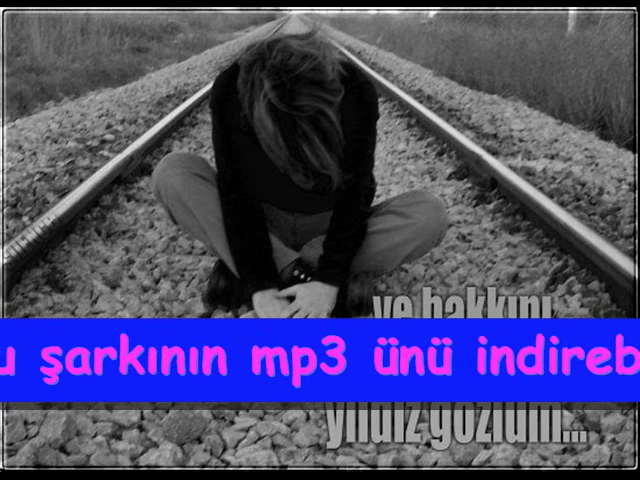 ve hakkını
u şarkının mp3 ünü indireb
yıldız gözlüm...